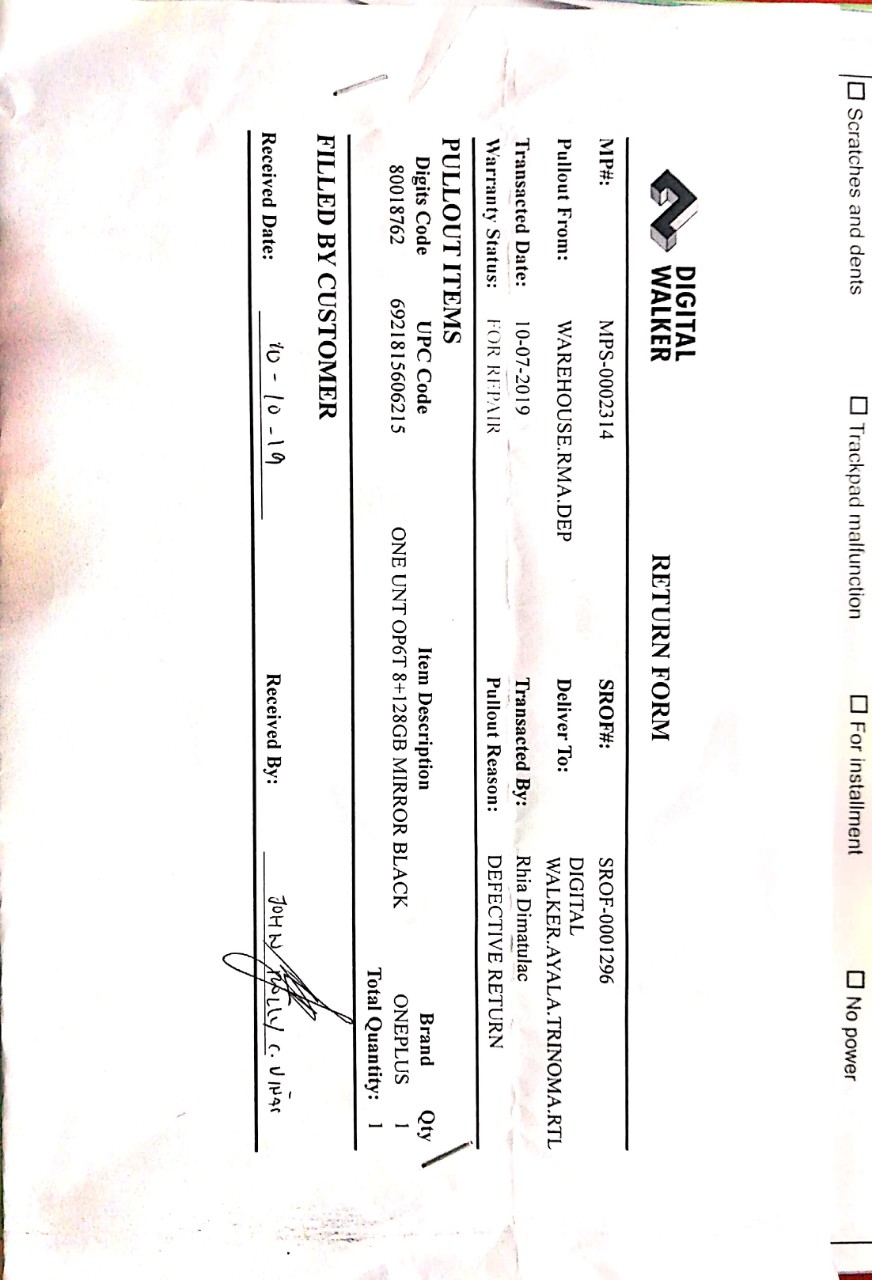 ☐ Scratches and dents ☐ Trackpad malfunction ☐ For installment ☐ No power
DIGITAL
WALKER
RETURN FORM
MP#: MPS-0002314 SROF#: SROF-0001296
Pullout From: WAREHOUSE.RMA.DEP Deliver To: DIGITAL
WALKER.AYALA.TRINOMA.RTL
Transacted Date: 10-07-2019 Transacted By: Rhia Dimatulac
Warranty Status: FOR REPAIR Pullout Reason: DEFECTIVE RETURN
PULLOUT ITEMS
Digits Code UPC Code Item Description Brand Qty
80018762 6921815606215 ONE UNT OP6T 8+128GB MIRROR BLACK ONEPLUS 1
Total Quantity: 1
FILLED BY CUSTOMER
Received Date: 10-10-19 Received By: JOHN C.